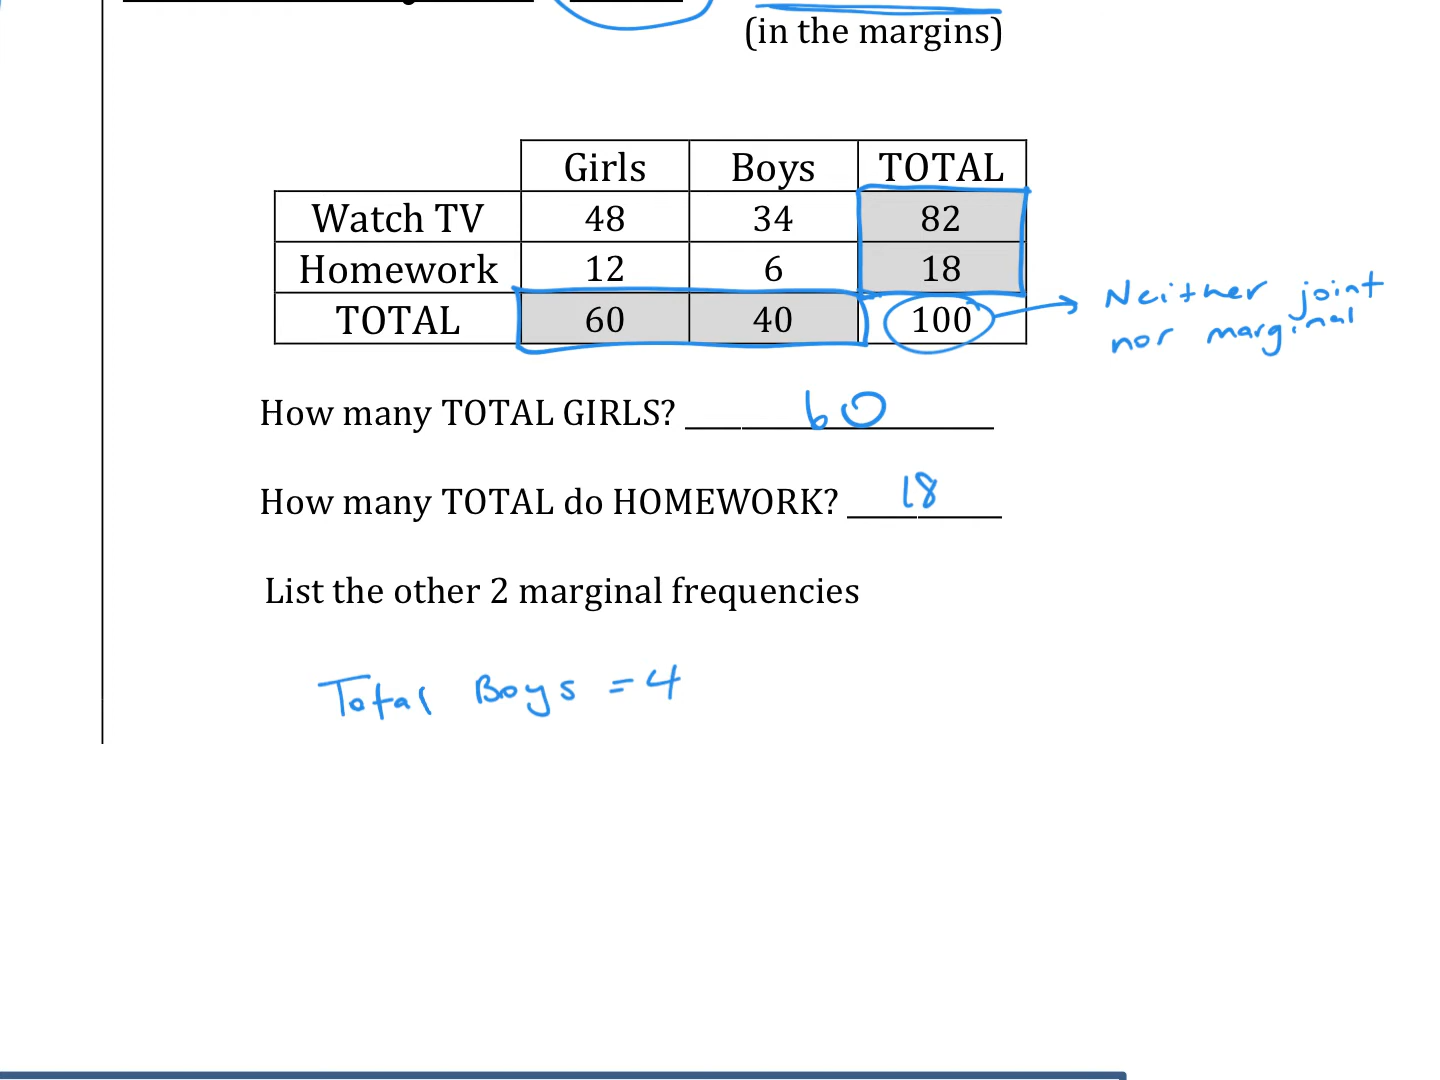 (in the margins)
Girls Boys TOTAL
Watch TV 48 34 82
Homework 12 6 18
TOTAL 60 40 100
Neither joint
nor marginal
How many TOTAL GIRLS? 60
How many TOTAL do HOMEWORK? 18
List the other 2 marginal frequencies
Total Boys = 4